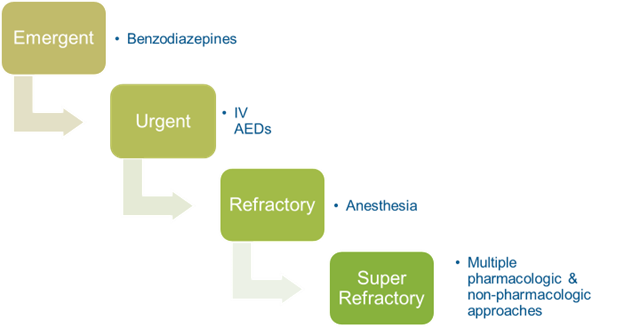 Emergent
• Benzodiazepines
Urgent
• IV
AEDs
Refractory
• Anesthesia
Super
Refractory
• Multiple
pharmacologic &
non-pharmacologic
approaches